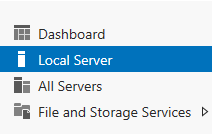 Dashboard
Local Server
All Servers
File and Storage Services